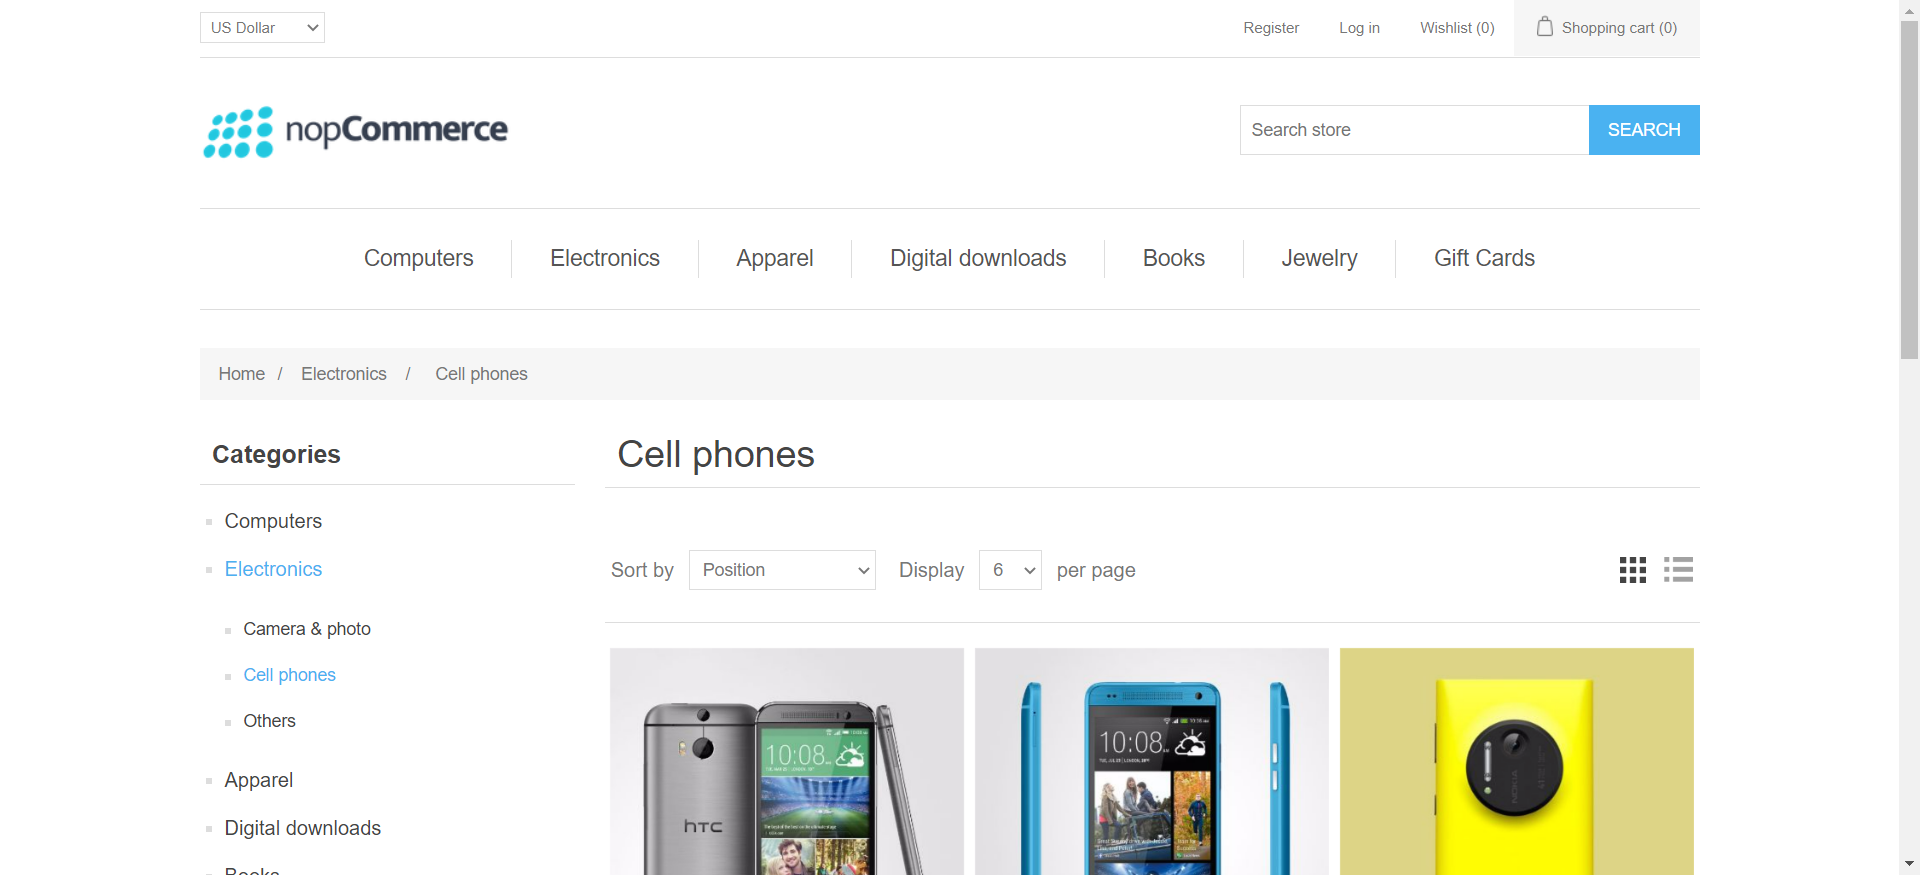 US Dollar
Register
Log in
Wishlist (0)
Shopping cart (0)
nopCommerce
Search store
SEARCH
Computers
Electronics
Apparel
Digital downloads
Books
Jewelry
Gift Cards
Home / Electronics / Cell phones
Categories
Computers
Electronics
Camera & photo
Cell phones
Others
Apparel
Digital downloads
Books
Cell phones
Sort by Position Display 6 per page
10:08
hTC
10:08
NOKIA